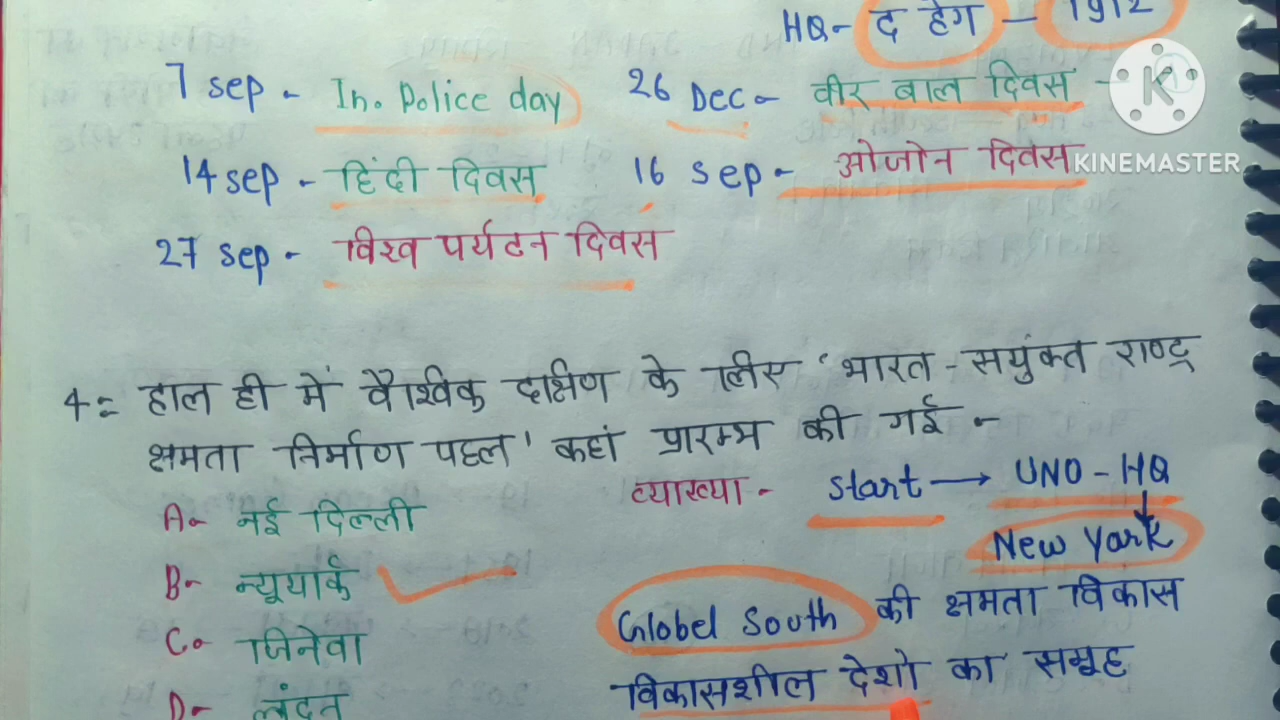 HQ- द हेग - 1912
7 sep - In. Police day
26 Dec - वीर बाल दिवस -
KINEMASTER
14 sep - हिंदी दिवस
16 sep - ओजोन दिवस
27 sep - विश्व पर्यटन दिवस
4:- हाल ही में वैश्विक दक्षिण के लिए 'भारत - सयुंक्त राष्ट्र
क्षमता निर्माण पहल' कहां प्रारम्भ की गई -
A- नई दिल्ली
B- न्यूयार्क
C- जिनेवा
D- लंदन
व्याख्या - start → UNO - HQ
New York
Globel South की क्षमता विकास
विकासशील देशो का समूह